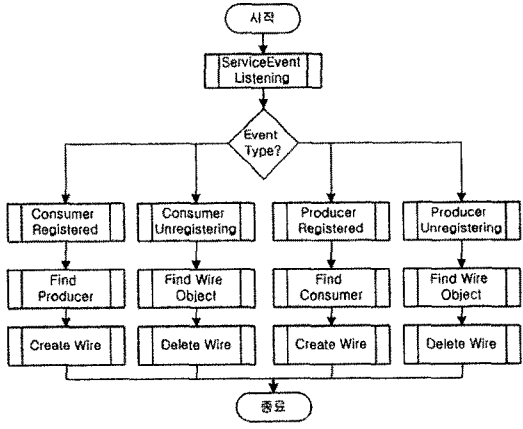 시작
ServiceEvent
Listening
Event
Type?
Consumer
Registered
Consumer
Unregistering
Producer
Registered
Producer
Unregistering
Find
Producer
Find Wire
Object
Find
Consumer
Find Wire
Object
Create Wire
Delete Wire
Create Wire
Delete Wire
종료